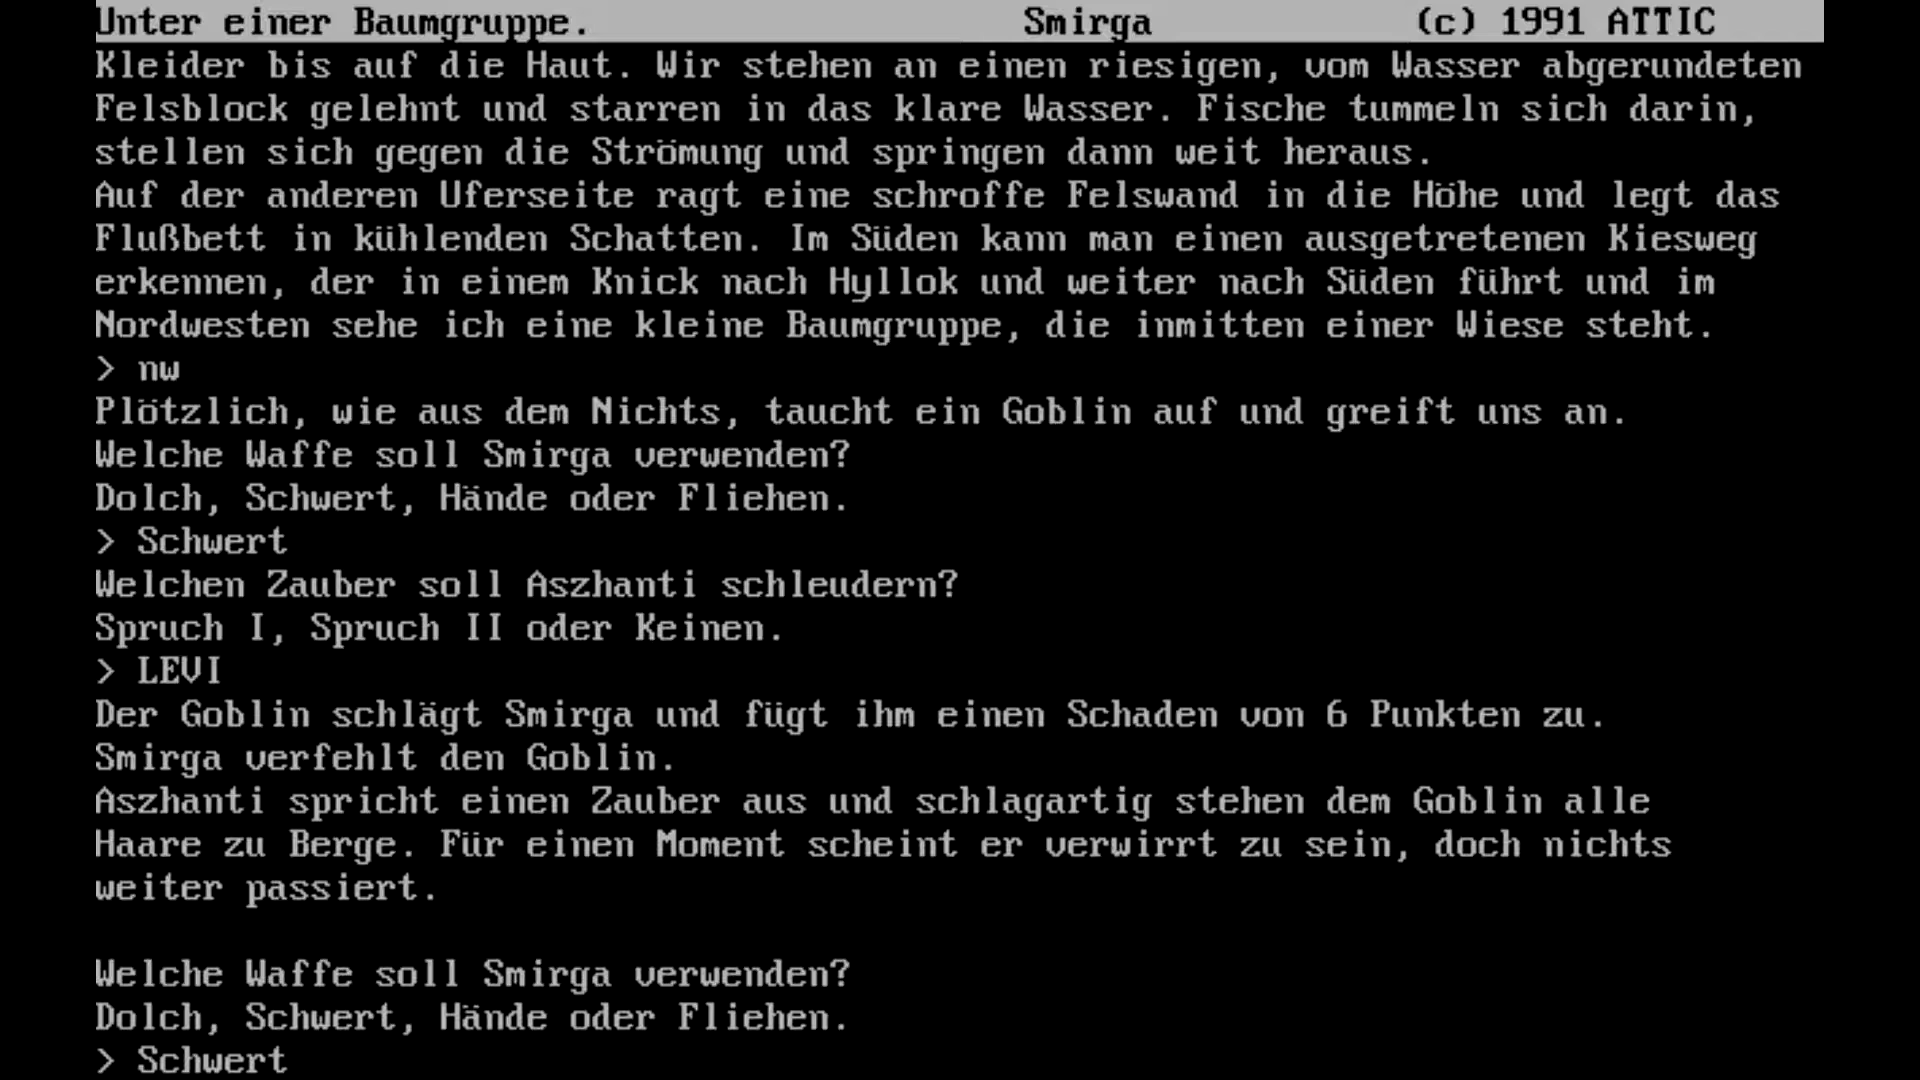 Unter einer Baumgruppe. Smirga (c) 1991 ATTIC
Kleider bis auf die Haut. Wir stehen an einen riesigen, vom Wasser abgerundeten
Felsblock gelehnt und starren in das klare Wasser. Fische tummeln sich darin,
stellen sich gegen die Strömung und springen dann weit heraus.
Auf der anderen Uferseite ragt eine schroffe Felswand in die Höhe und legt das
Flußbett in kühlenden Schatten. Im Süden kann man einen ausgetretenen Kiesweg
erkennen, der in einem Knick nach Hyllok und weiter nach Süden führt und im
Nordwesten sehe ich eine kleine Baumgruppe, die inmitten einer Wiese steht.
> nw
Plötzlich, wie aus dem Nichts, taucht ein Goblin auf und greift uns an.
Welche Waffe soll Smirga verwenden?
Dolch, Schwert, Hände oder Fliehen.
> Schwert
Welchen Zauber soll Aszhanti schleudern?
Spruch I, Spruch II oder Keinen.
> LEVI
Der Goblin schlägt Smirga und fügt ihm einen Schaden von 6 Punkten zu.
Smirga verfehlt den Goblin.
Aszhanti spricht einen Zauber aus und schlagartig stehen dem Goblin alle
Haare zu Berge. Für einen Moment scheint er verwirrt zu sein, doch nichts
weiter passiert.
Welche Waffe soll Smirga verwenden?
Dolch, Schwert, Hände oder Fliehen.
> Schwert